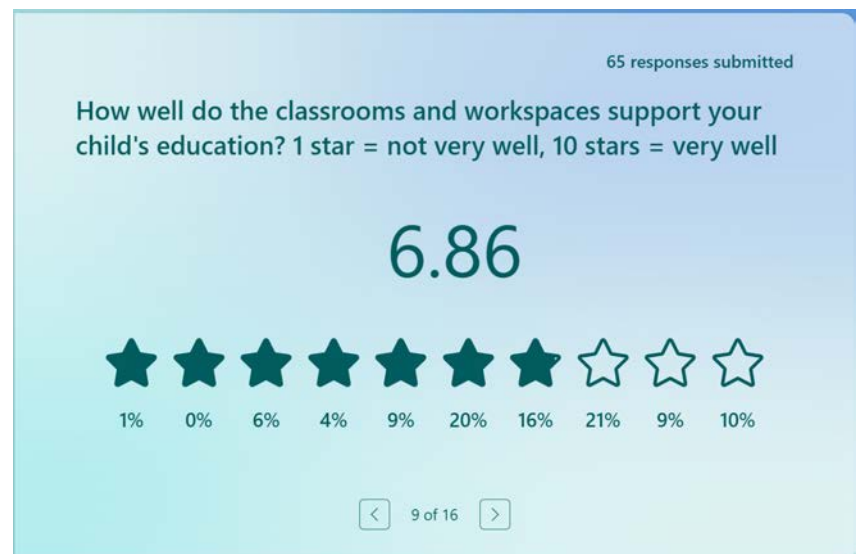 65 responses submitted
How well do the classrooms and workspaces support your
child's education? 1 star = not very well, 10 stars = very well
6.86
1% 0% 6% 4% 9% 20% 16% 21% 9% 10%
9 of 16